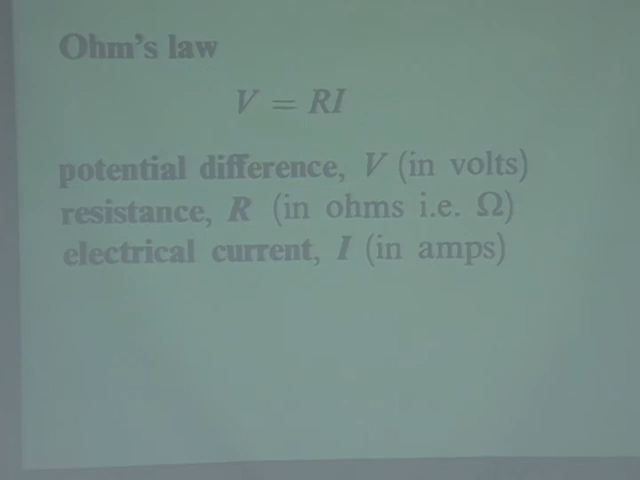 Ohm's law
V = RI
potential difference, V (in volts)
resistance, R (in ohms i.e. Ω)
electrical current, I (in amps)